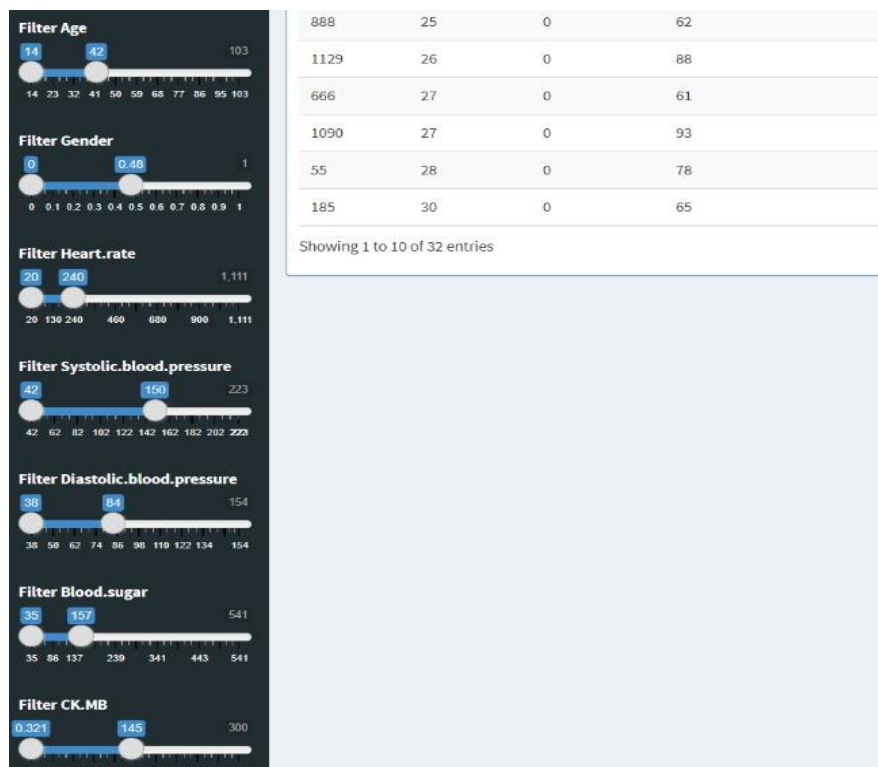 Filter Age
14 42 103
14 23 32 41 50 59 68 77 86 95 103
Filter Gender
0 0.48 1
0 0.1 0.2 0.3 0.4 0.5 0.6 0.7 0.8 0.9 1
Filter Heart.rate
20 240 1,111
20 130 240 460 680 900 1,111
Filter Systolic.blood.pressure
42 150 223
42 62 82 102 122 142 162 182 202 223
Filter Diastolic.blood.pressure
38 84 154
38 50 62 74 86 98 110 122 134 154
Filter Blood.sugar
35 157 541
35 86 137 239 341 443 541
Filter CK.MB
0.321 145 300
888 25 0 62
1129 26 0 88
666 27 0 61
1090 27 0 93
55 28 0 78
185 30 0 65
Showing 1 to 10 of 32 entries